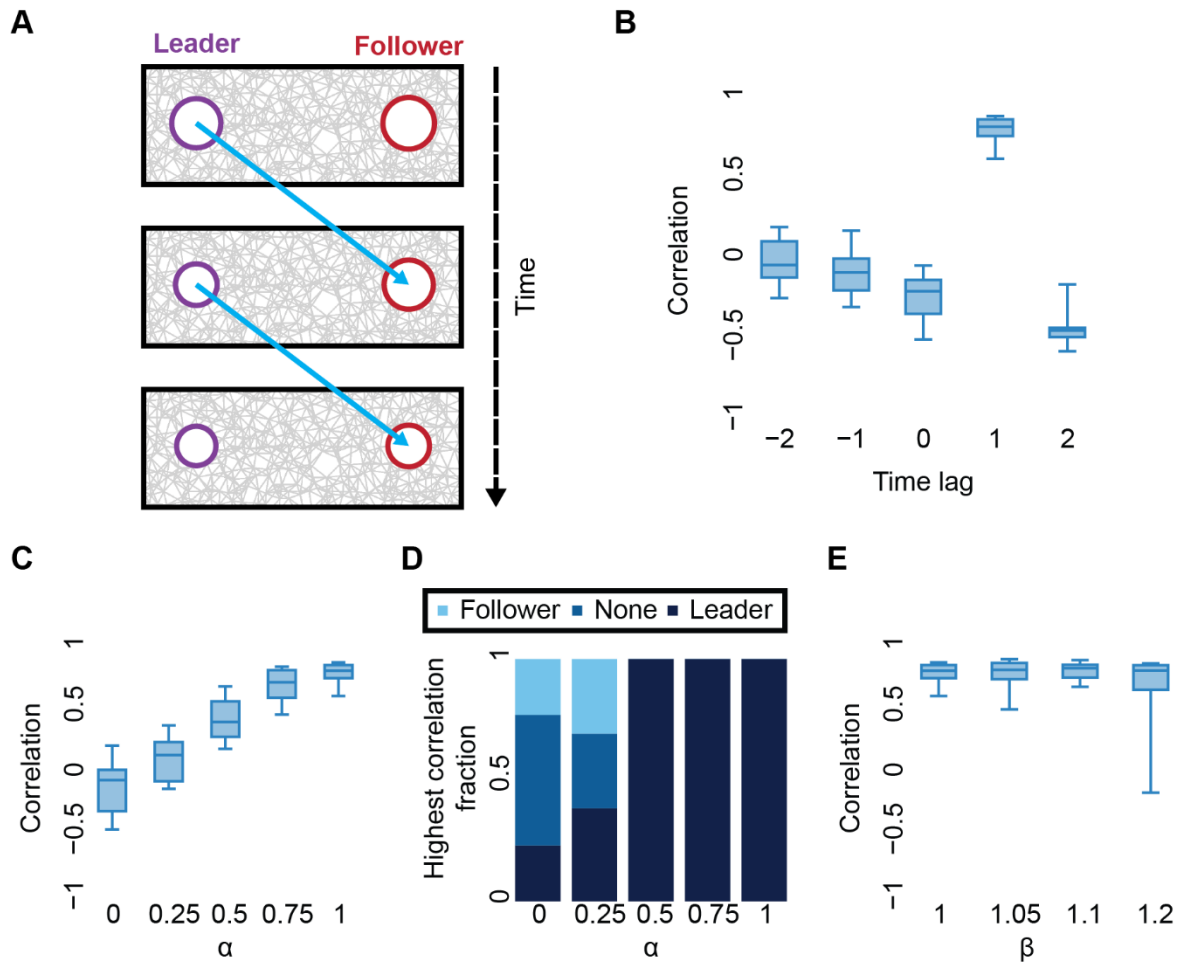 A
Leader
Follower
Time
B
Correlation
1
0.5
0
−0.5
−1
−2
−1
0
1
2
Time lag
C
Correlation
1
0.5
0
−0.5
−1
0
0.25
0.5
0.75
1
α
D
Follower
None
Leader
Highest correlation
fraction
1
0.5
0
0
0.25
0.5
0.75
1
α
E
Correlation
1
0.5
0
−0.5
−1
1
1.05
1.1
1.2
β